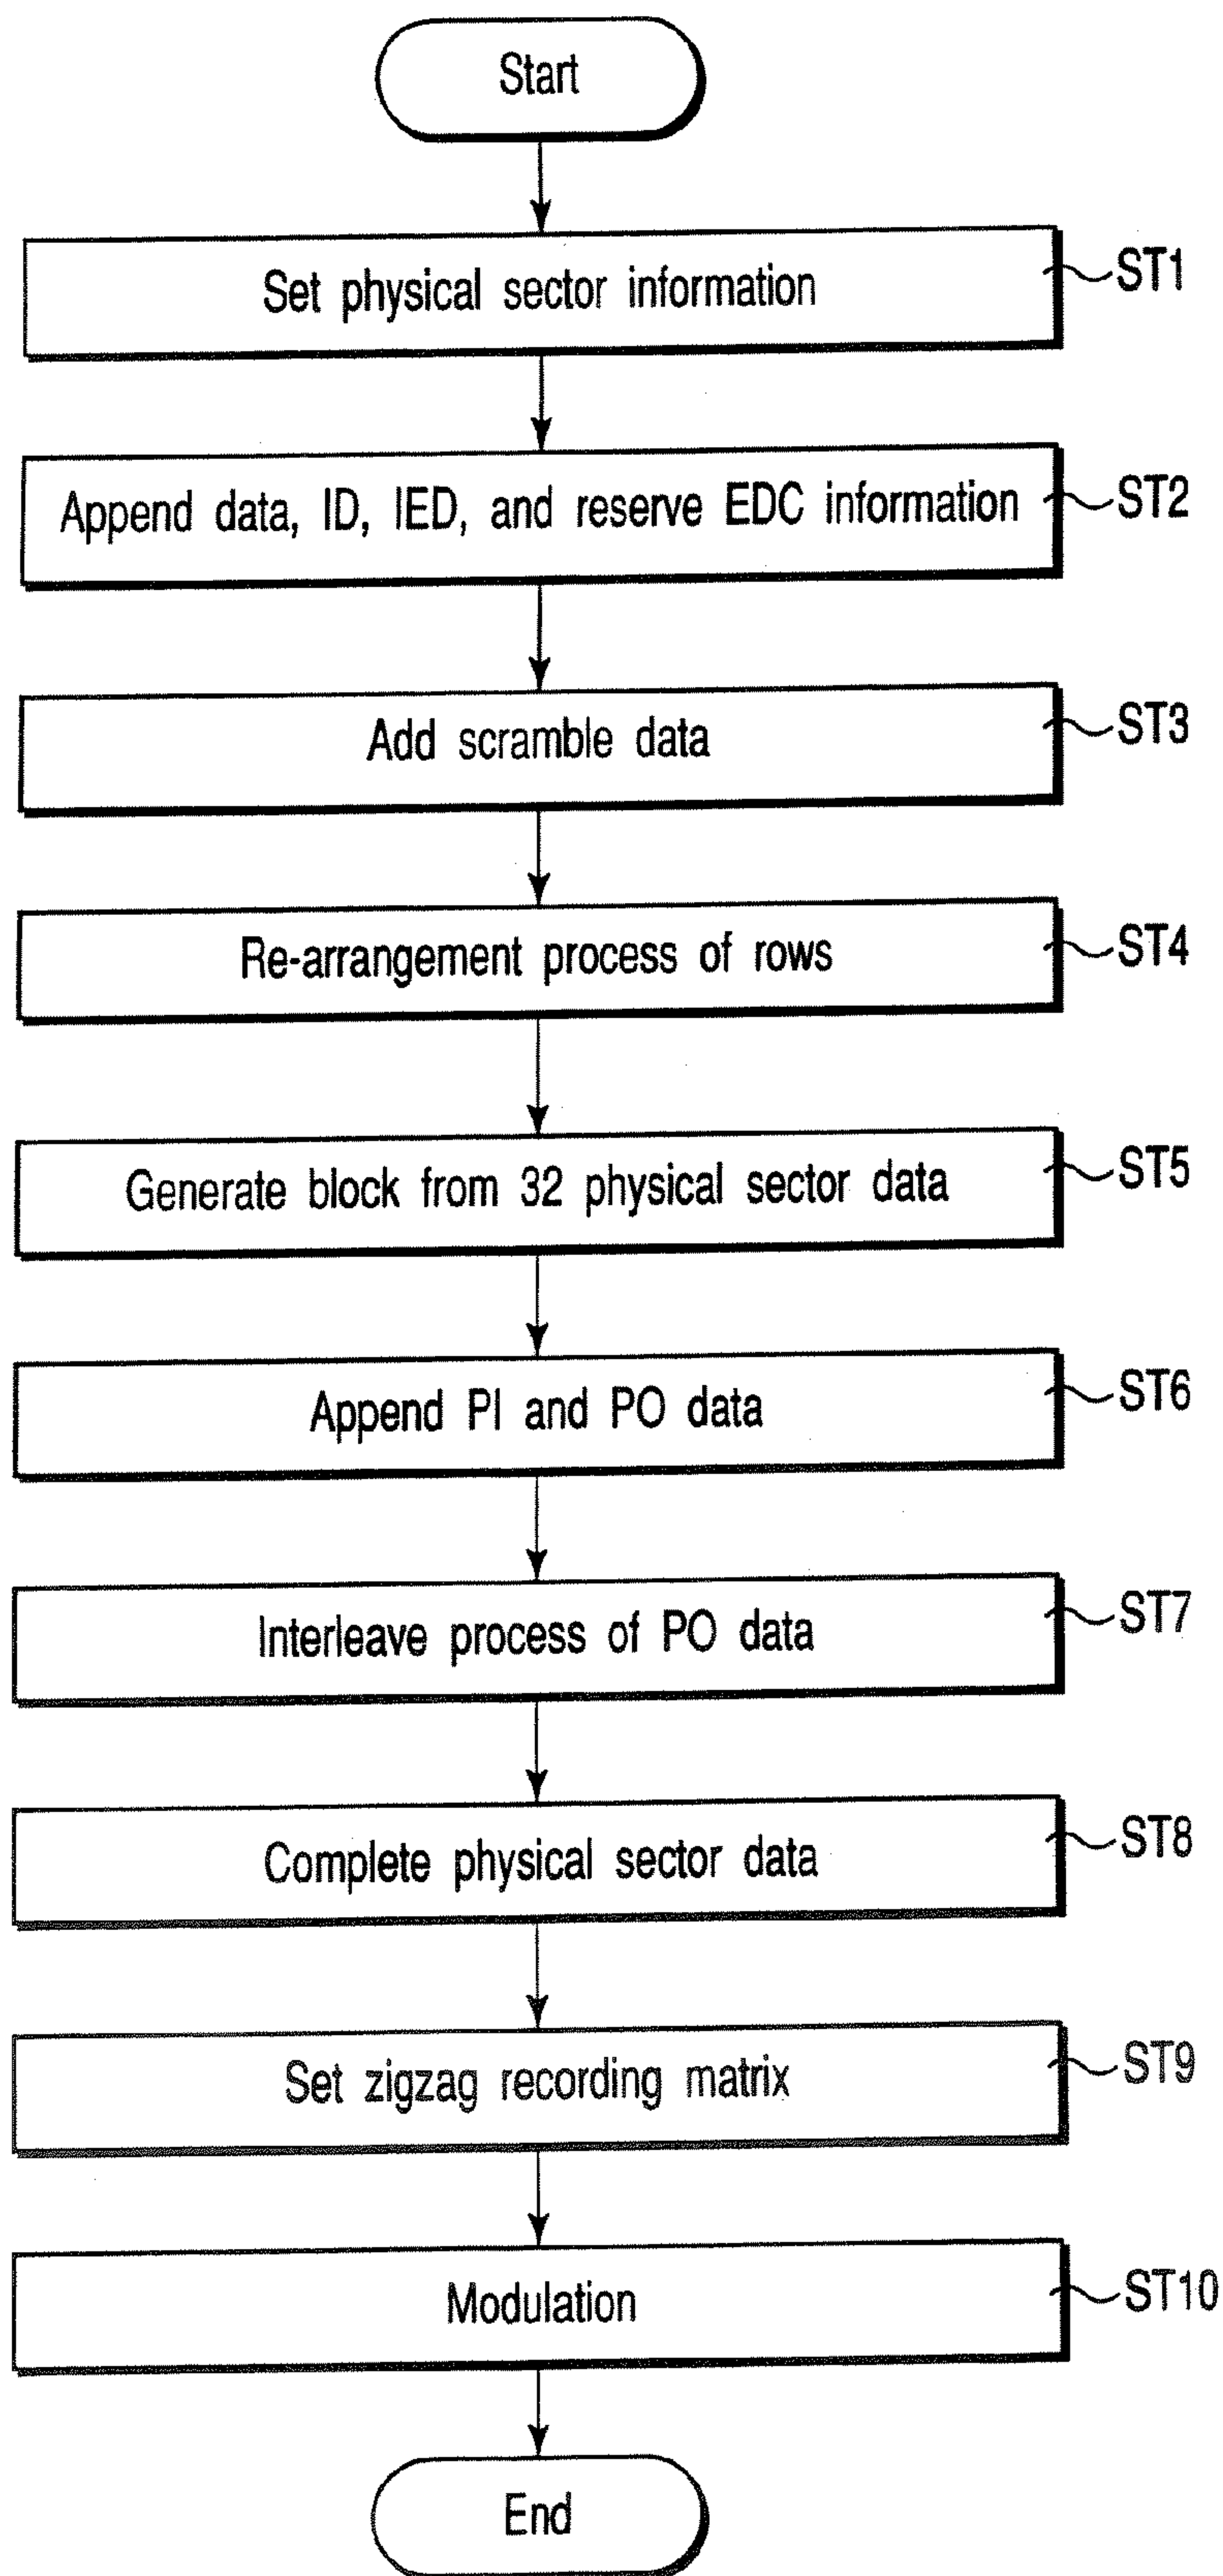 Start
Set physical sector information
ST1
Append data, ID, IED, and reserve EDC information
ST2
Add scramble data
ST3
Re-arrangement process of rows
ST4
Generate block from 32 physical sector data
ST5
Append PI and PO data
ST6
Interleave process of PO data
ST7
Complete physical sector data
ST8
Set zigzag recording matrix
ST9
Modulation
ST10
End